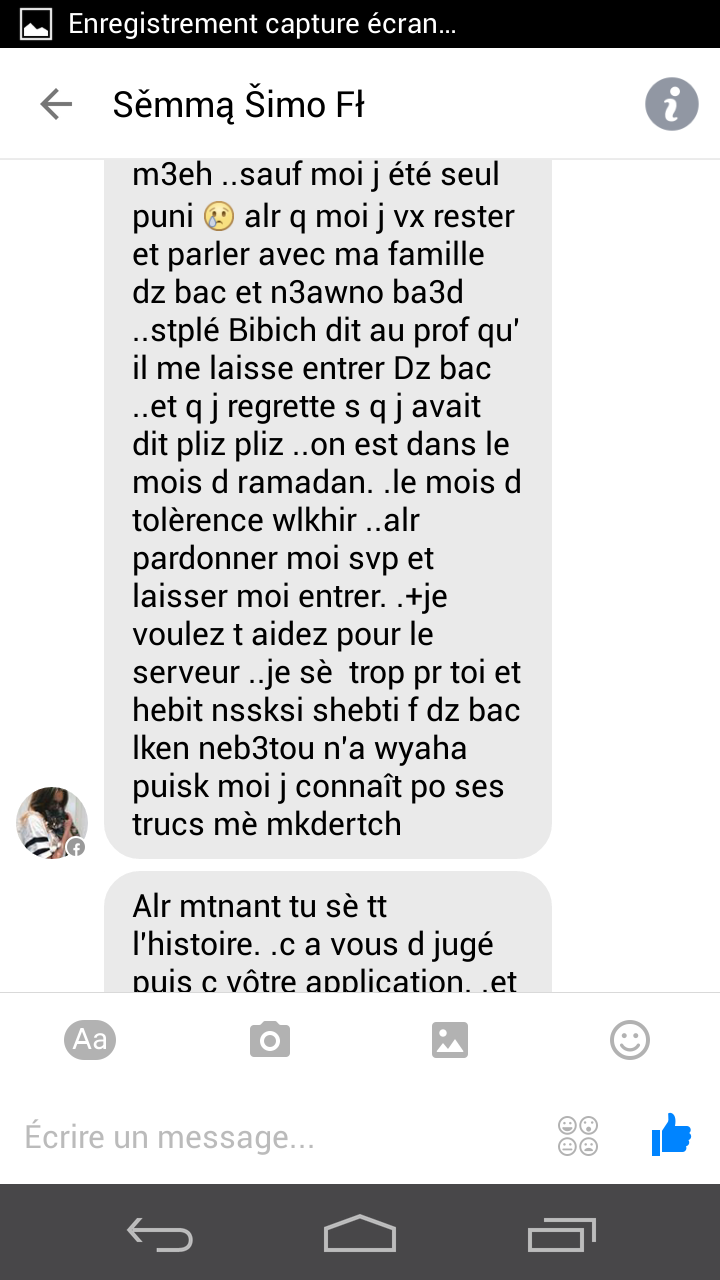 Enregistrement capture écran...
Sěmmą Šimo Fł
m3eh ..sauf moi j été seul
puni 😢 alr q moi j vx rester
et parler avec ma famille
dz bac et n3awno ba3d
..stplé Bibich dit au prof qu'
il me laisse entrer Dz bac
..et q j regrette s q j avait
dit pliz pliz ..on est dans le
mois d ramadan. .le mois d
tolèrence wlkhir ..alr
pardonner moi svp et
laisser moi entrer. .+je
voulez t aidez pour le
serveur ..je sè  trop pr toi et
hebit nssksi shebti f dz bac
lken neb3tou n'a wyaha
puisk moi j connaît po ses
trucs mè mkdertch
Alr mtnant tu sè tt
l'histoire. .c a vous d jugé
puis c vôtre application. .et
Aa
Écrire un message...